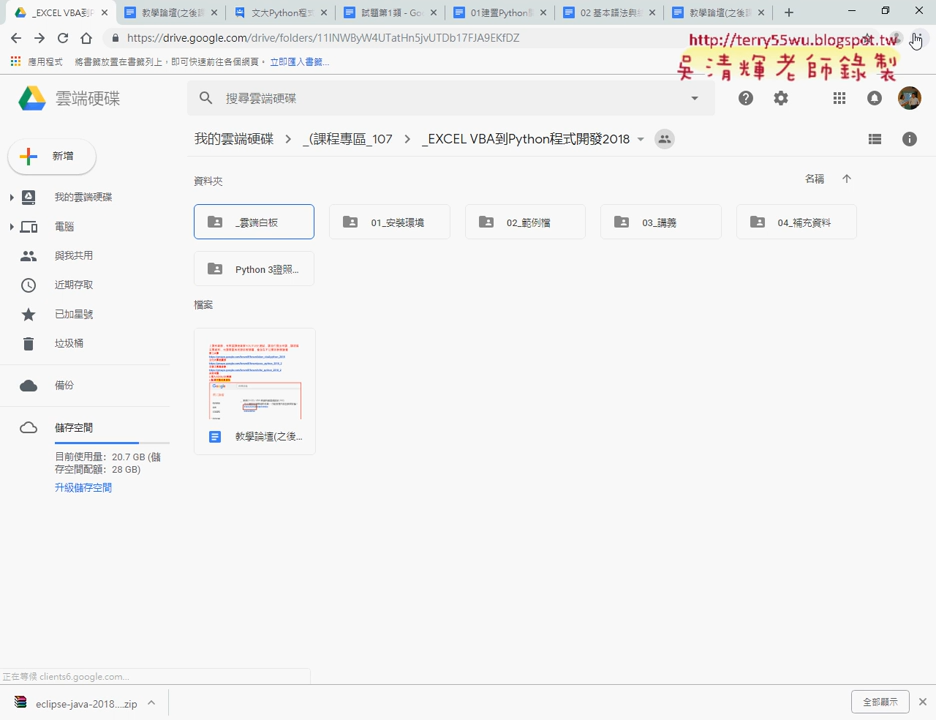 _EXCEL VBA到P
教學論壇(之後請
文大Python程式
試題第1類 - Go
01建置Python
02 基本語法與
教學論壇(之後
https://drive.google.com/drive/folders/11INWByW4UTatHn5jvUTDb17FJA9EKfDZ
http://terry55wu.blogspot.tw
吳清輝老師錄製
應用程式 將書籤放置在書籤列上，即可快速前往各個網頁。 立即匯入書籤...
雲端硬碟
搜尋雲端硬碟
新增
我的雲端硬碟 > _(課程專區_107 > _EXCEL VBA到Python程式開發2018
資料夾
名稱
我的雲端硬碟
電腦
與我共用
近期存取
已加星號
垃圾桶
備份
儲存空間
目前使用量：20.7 GB (儲
存空間配額：28 GB)
升級儲存空間
_雲端白板
01_安裝環境
02_範例檔
03_講義
04_補充資料
Python 3證照...
檔案
教學論壇(之後...
正在等候 clients6.google.com...
eclipse-java-2018....zip
全部顯示